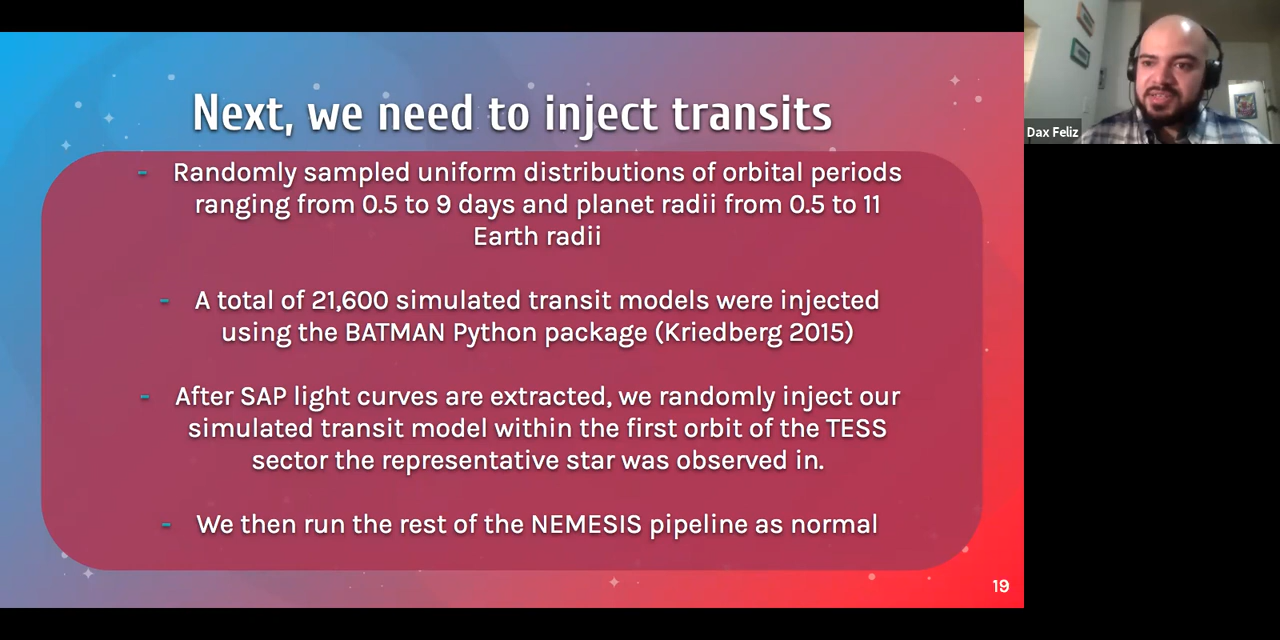 Next, we need to inject transits
- Randomly sampled uniform distributions of orbital periods
ranging from 0.5 to 9 days and planet radii from 0.5 to 11
Earth radii
- A total of 21,600 simulated transit models were injected
using the BATMAN Python package (Kriedberg 2015)
- After SAP light curves are extracted, we randomly inject our
simulated transit model within the first orbit of the TESS
sector the representative star was observed in.
- We then run the rest of the NEMESIS pipeline as normal
19
Dax Feliz